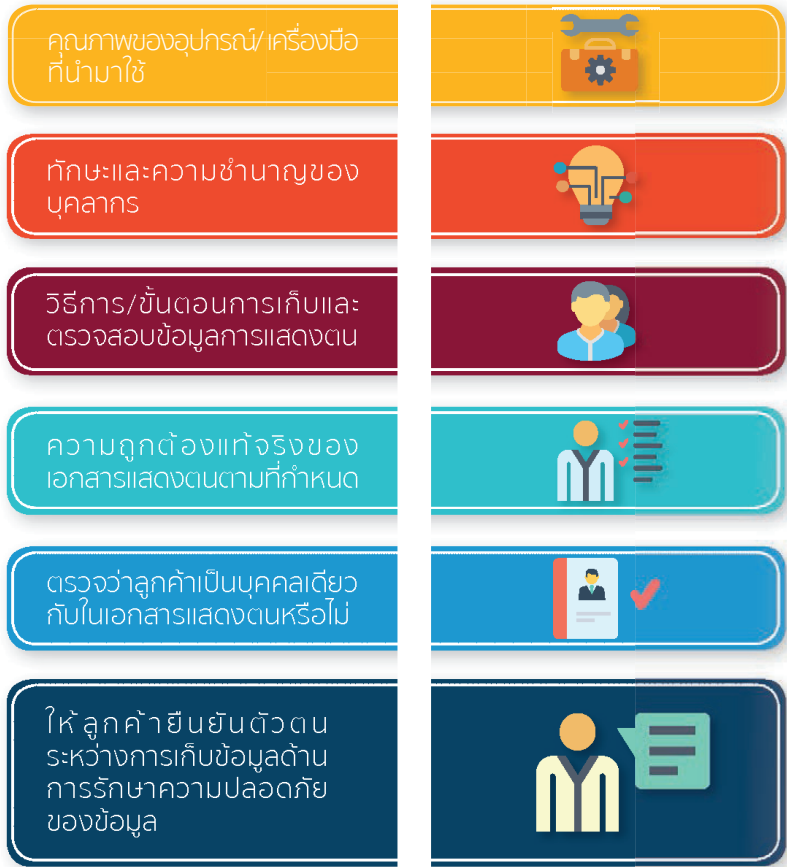 คุณภาพของอุปกรณ์/เครื่องมือ
ที่นำมาใช้
ทักษะและความชำนาญของ
บุคลากร
วิธีการ/ขั้นตอนการเก็บและ
ตรวจสอบข้อมูลการแสดงตน
ความถูกต้องแท้จริงของ
เอกสารแสดงตนตามที่กำหนด
ตรวจว่าลูกค้าเป็นบุคคลเดียว
กับในเอกสารแสดงตนหรือไม่
ให้ลูกค้ายืนยันตัวตน
ระหว่างการเก็บข้อมูลด้าน
การรักษาความปลอดภัย
ของข้อมูล